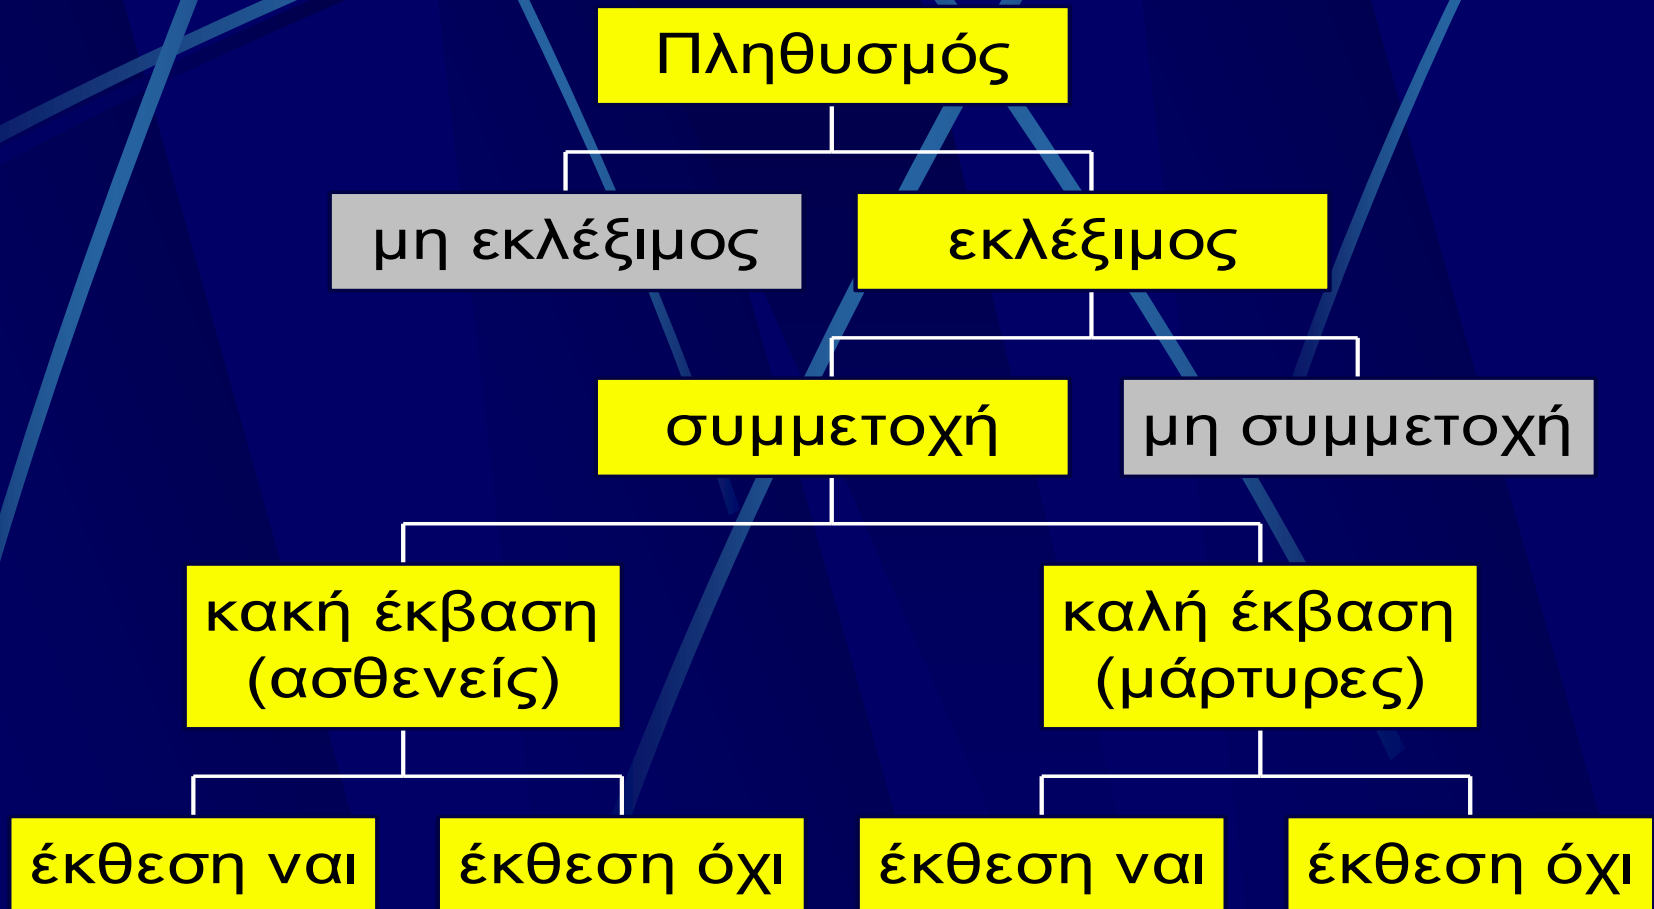 Πληθυσμός
μη εκλέξιμος
εκλέξιμος
συμμετοχή
μη συμμετοχή
κακή έκβαση
(ασθενείς)
καλή έκβαση
(μάρτυρες)
έκθεση ναι
έκθεση όχι
έκθεση ναι
έκθεση όχι